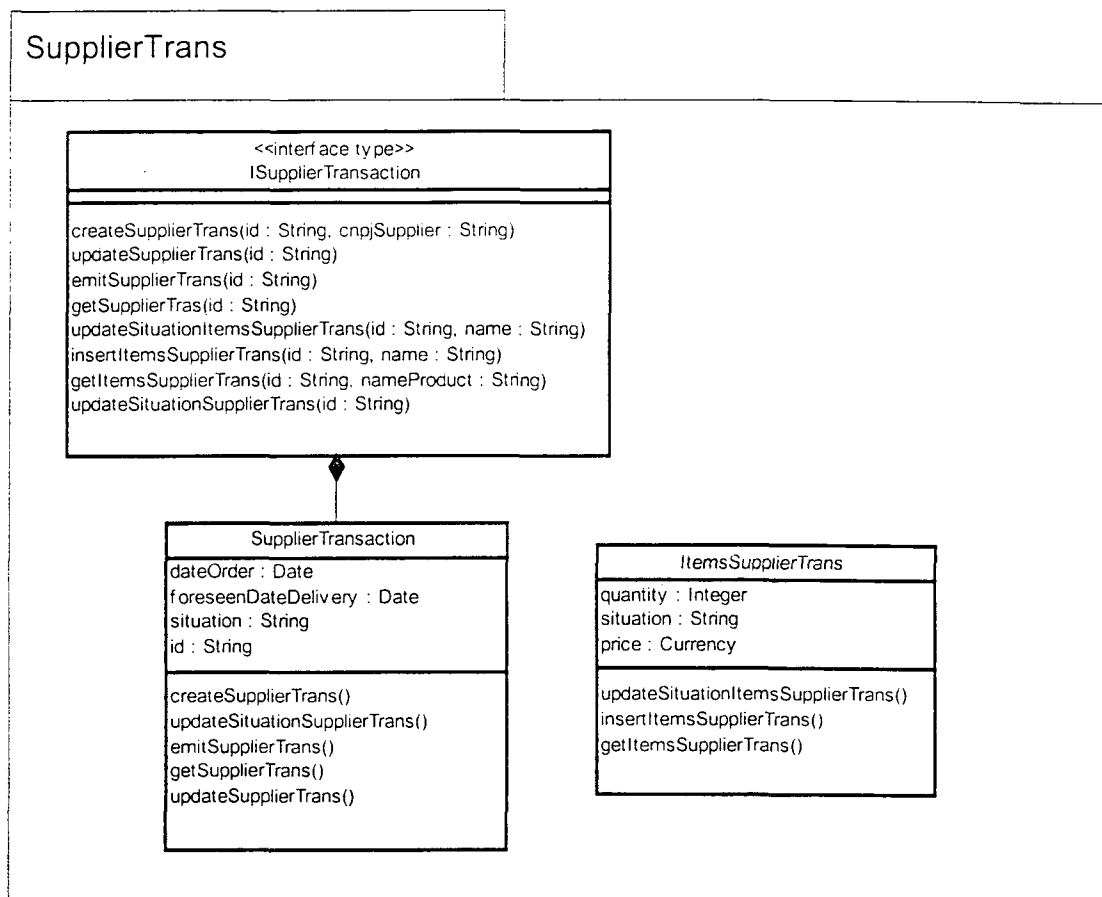 SupplierTrans
<<interface type>>
ISupplierTransaction
createSupplierTrans(id : String, cnpjSupplier : String)
updateSupplierTrans(id : String)
emitSupplierTrans(id : String)
getSupplierTras(id : String)
updateSituationItemsSupplierTrans(id : String, name : String)
insertItemsSupplierTrans(id : String, name : String)
getItemsSupplierTrans(id : String, nameProduct : String)
updateSituationSupplierTrans(id : String)
SupplierTransaction
dateOrder : Date
foreseenDateDelivery : Date
situation : String
id : String
createSupplierTrans()
updateSituationSupplierTrans()
emitSupplierTrans()
getSupplierTrans()
updateSupplierTrans()
ItemsSupplierTrans
quantity : Integer
situation : String
price : Currency
updateSituationItemsSupplierTrans()
insertItemsSupplierTrans()
getItemsSupplierTrans()